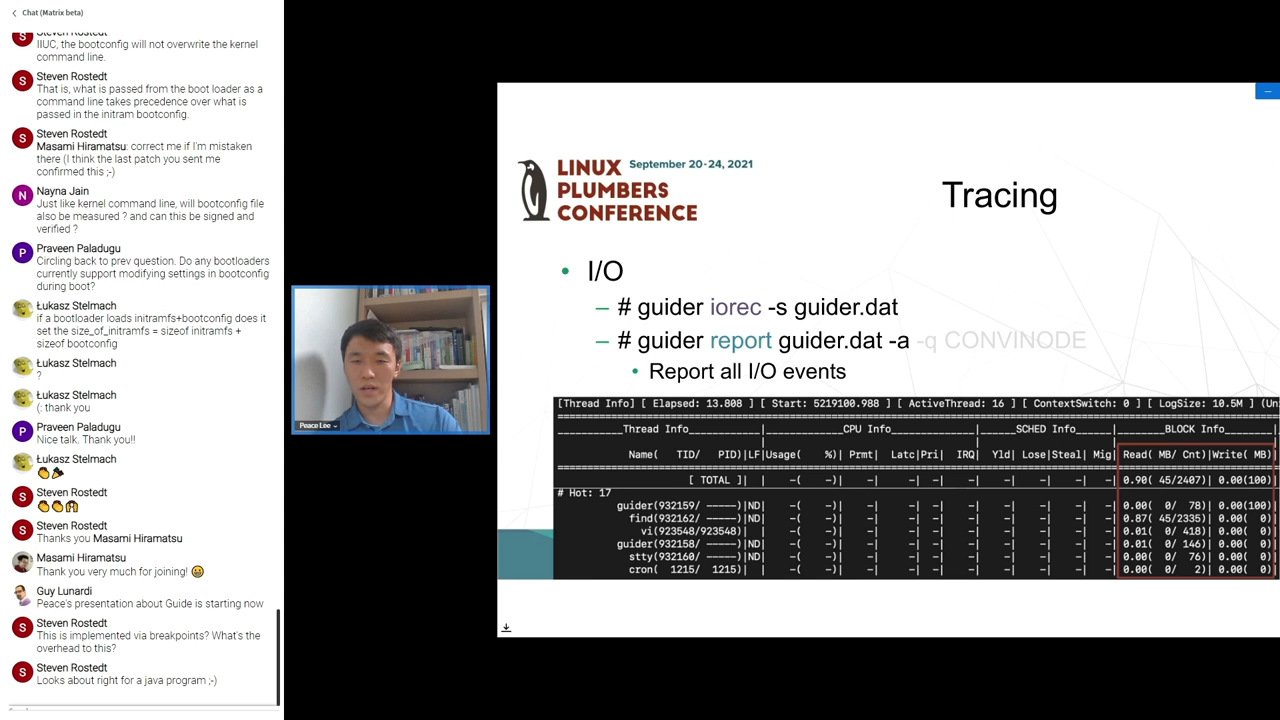 Chat (Matrix beta)
Steven Rostedt
IIUC, the bootconfig will not overwrite the kernel
command line.
Steven Rostedt
That is, what is passed from the boot loader as a
command line takes precedence over what is
passed in the initram bootconfig.
Steven Rostedt
Masami Hiramatsu: correct me if I'm mistaken
there (I think the last patch you sent me
confirmed this ;-)
Nayna Jain
Just like kernel command line, will bootconfig file
also be measured ? and can this be signed and
verified ?
Praveen Paladugu
Circling back to prev question. Do any bootloaders
currently support modifying settings in bootconfig
during boot?
Łukasz Stelmach
if a bootloader loads initramfs+bootconfig does it
set the size_of_initramfs = sizeof initramfs +
sizeof bootconfig
Łukasz Stelmach
?
Łukasz Stelmach
(: thank you
Praveen Paladugu
Nice talk. Thank you!!
Łukasz Stelmach
Steven Rostedt
Steven Rostedt
Thanks you Masami Hiramatsu
Masami Hiramatsu
Thank you very much for joining! 😀
Guy Lunardi
Peace's presentation about Guide is starting now
Steven Rostedt
This is implemented via breakpoints? What's the
overhead to this?
Steven Rostedt
Looks about right for a java program ;-)
Peace Lee
LINUX September 20-24, 2021
PLUMBERS
CONFERENCE
Tracing
• I/O
– # guider iorec -s guider.dat
– # guider report guider.dat -a -q CONVINODE
• Report all I/O events
[Thread Info] [ Elapsed: 13.808 ] [ Start: 5219100.988 ] [ ActiveThread: 16 ] [ ContextSwitch: 0 ] [ LogSize: 10.5M ] (Un
Thread Info | CPU Info | SCHED Info | BLOCK Info
Name( TID/ PID)|LF|Usage( %)| Prmt| Latc|Pri| IRQ| Yld| Lose|Steal| Mig| Read( MB/ Cnt)|Write( MB)
[ TOTAL ]| | -( -)| -| -| -| -| -| -| -| -| 0.90( 45/2407)| 0.00(100)
# Hot: 17
guider(932159/ -----)|ND| -( -)| -| -| -| -| -| -| -| -| 0.00( 0/ 78)| 0.00(100)
find(932162/ -----)|ND| -( -)| -| -| -| -| -| -| -| -| 0.87( 45/2335)| 0.00( 0)
vi(923548/923548)| | -( -)| -| -| -| -| -| -| -| -| 0.01( 0/ 418)| 0.00( 0)
guider(932158/ -----)|ND| -( -)| -| -| -| -| -| -| -| -| 0.01( 0/ 146)| 0.00( 0)
stty(932160/ -----)|ND| -( -)| -| -| -| -| -| -| -| -| 0.00( 0/ 76)| 0.00( 0)
cron( 1215/ 1215)| | -( -)| -| -| -| -| -| -| -| -| 0.00( 0/ 2)| 0.00( 0)